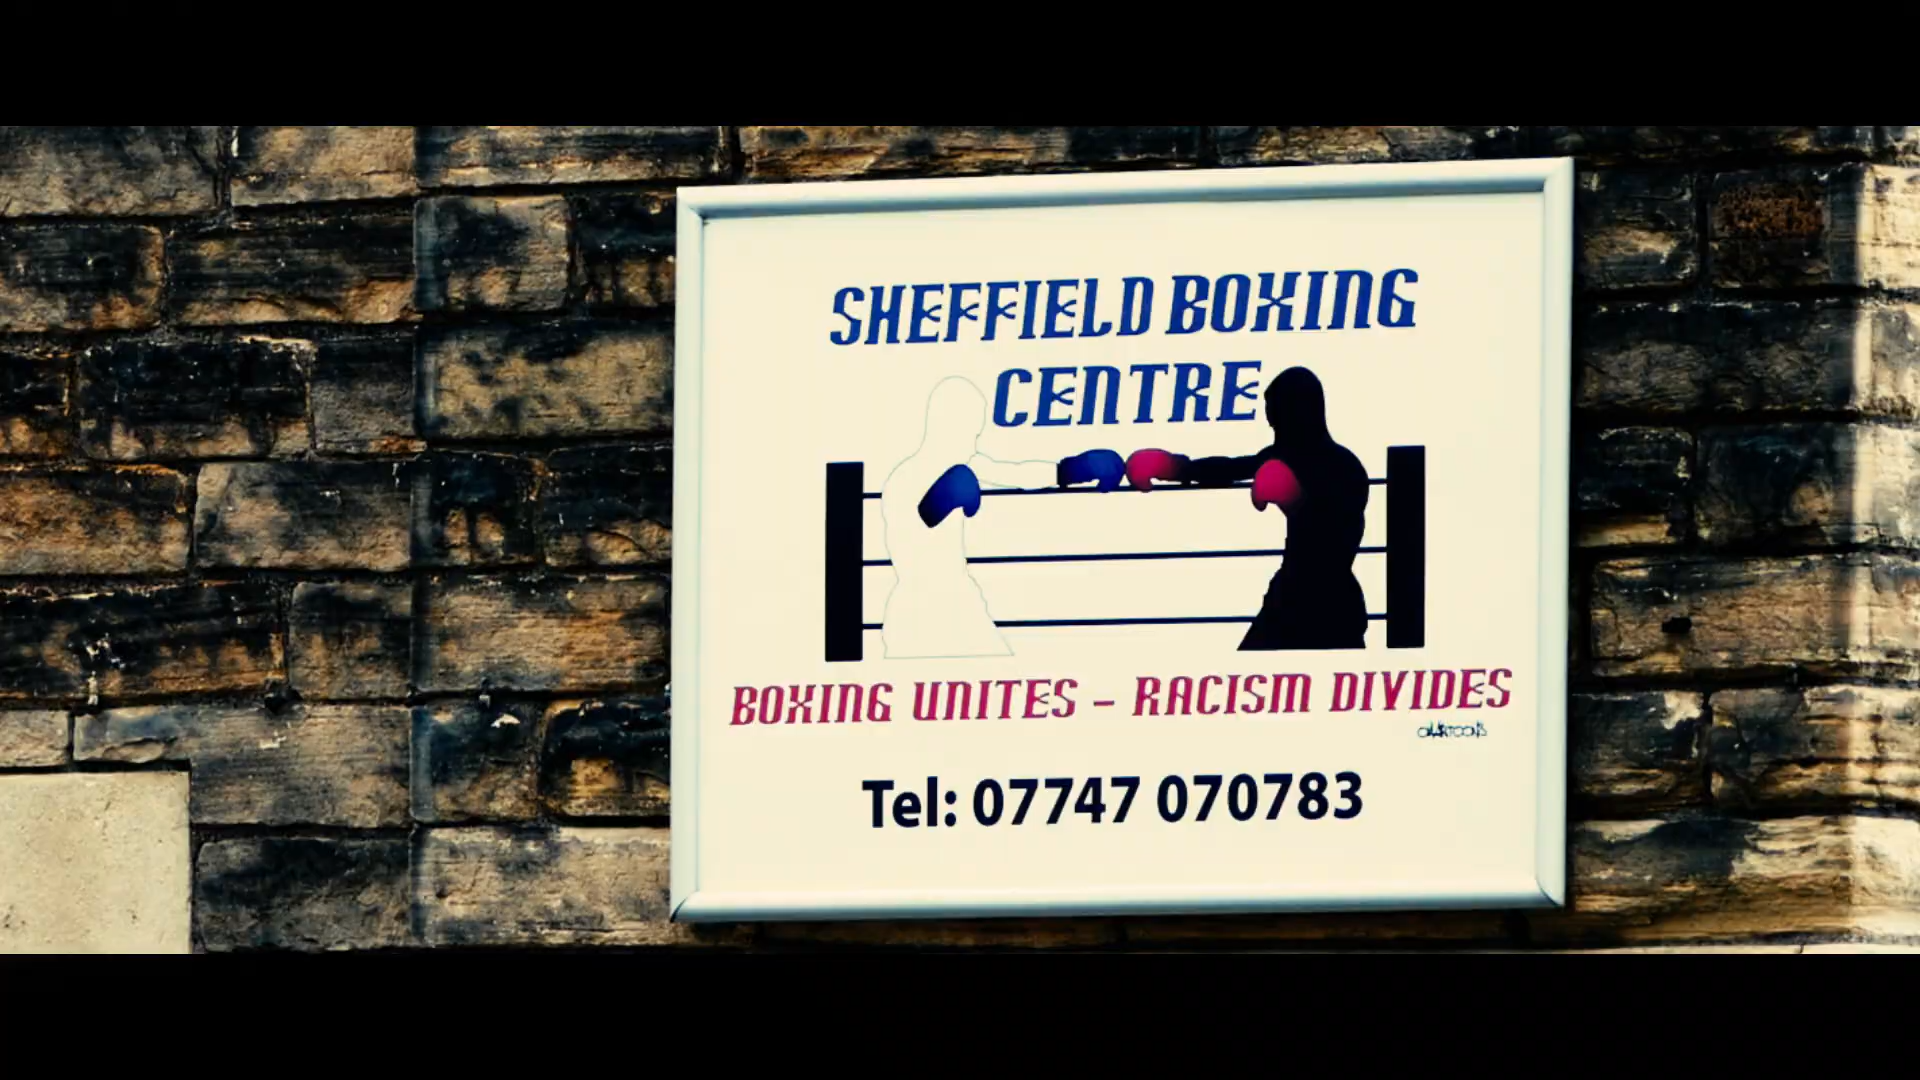 SHEFFIELD BOXING
CENTRE
BOXING UNITES - RACISM DIVIDES
Tel: 07747 070783